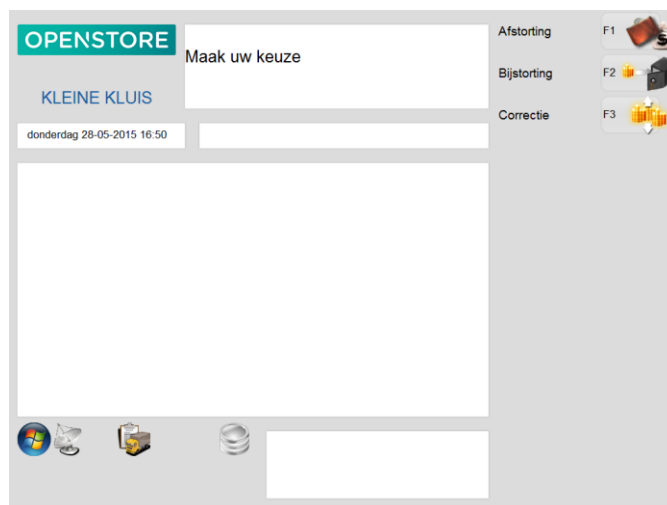 OPENSTORE
Maak uw keuze
KLEINE KLUIS
donderdag 28-05-2015 16:50
Afstorting F1
Bijstorting F2
Correctie F3